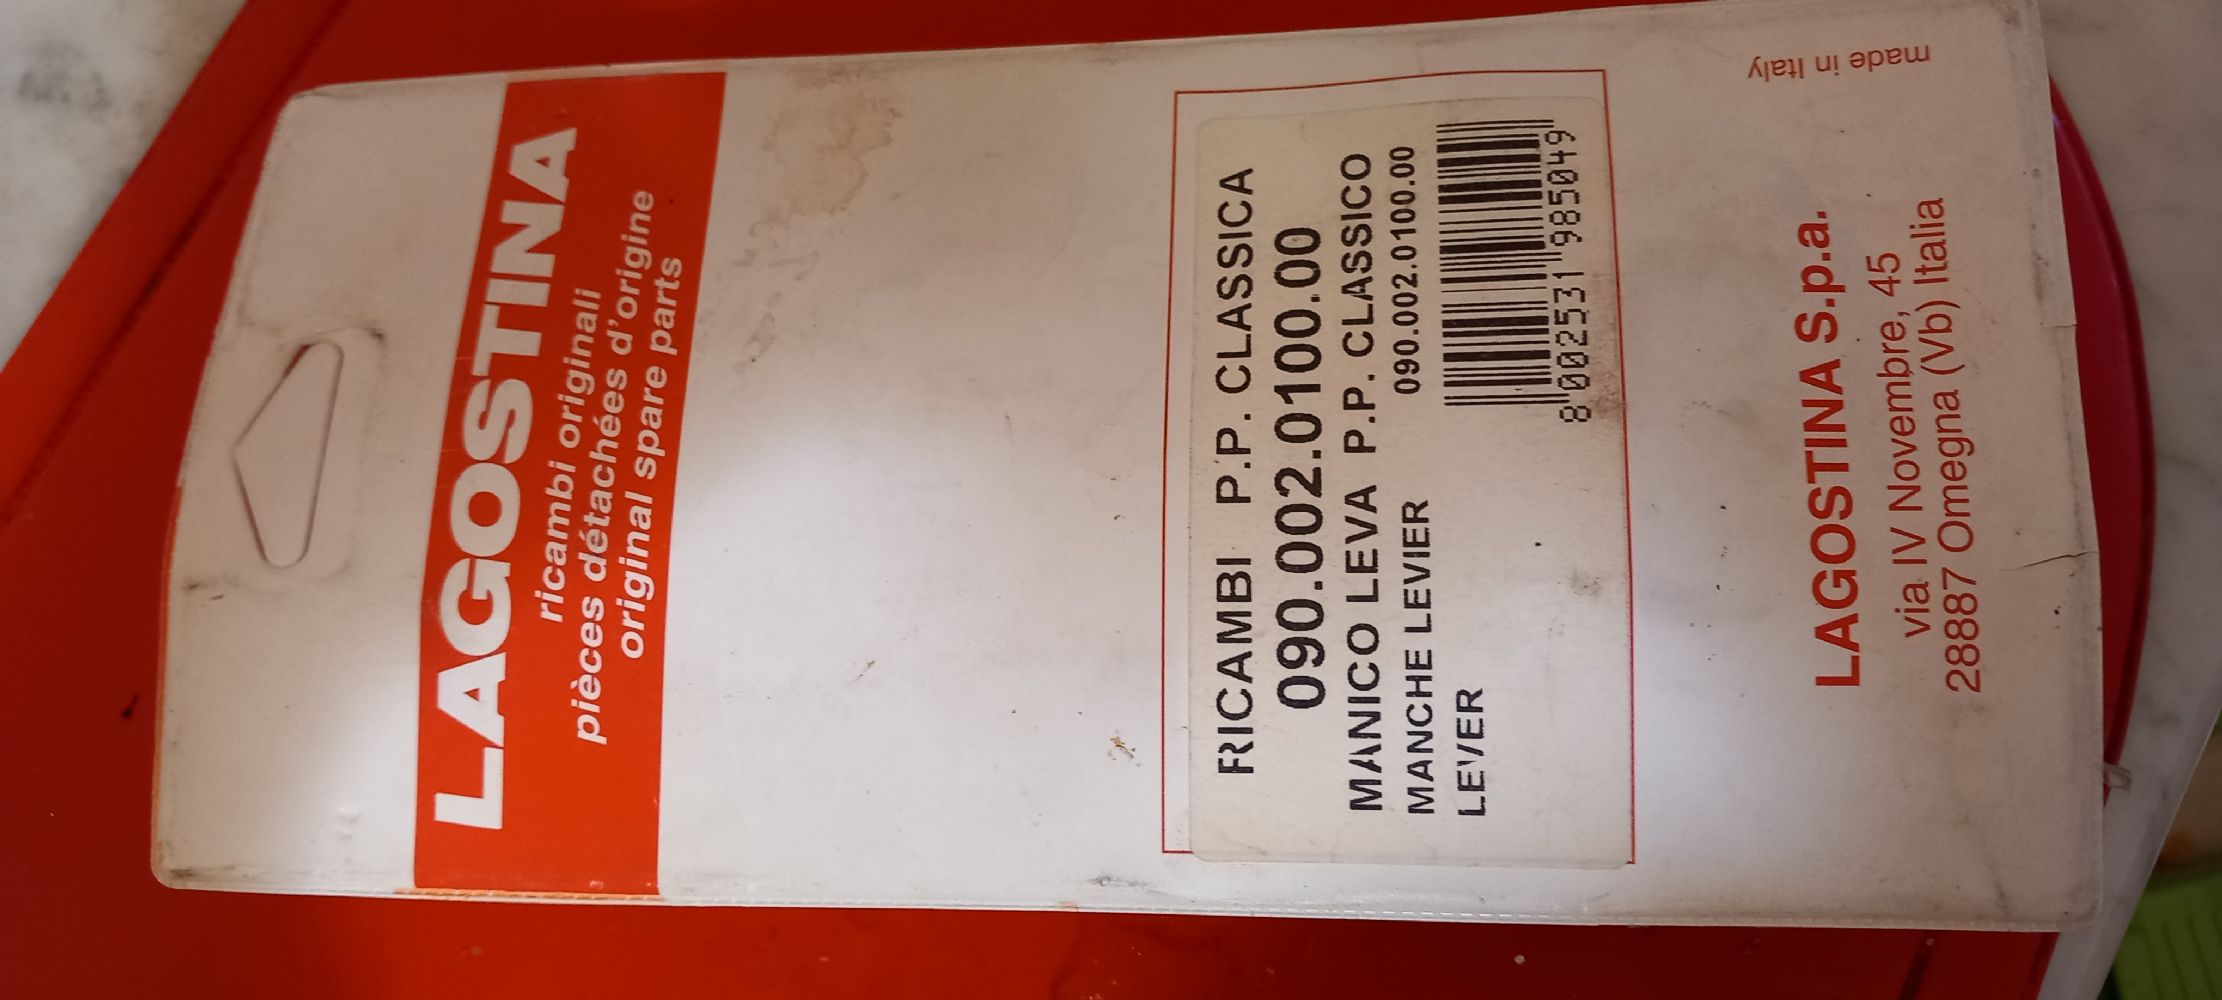 LAGOSTINA
ricambi originali
pièces détachées d'origine
original spare parts
RICAMBI P.P. CLASSICA
090.002.0100.00
MANICO LEVA P.P. CLASSICO
MANCHE LEVIER 090.002.0100.00
LEVER
8 002531 985049
LAGOSTINA S.p.a.
via IV Novembre, 45
28887 Omegna (Vb) Italia
made in Italy